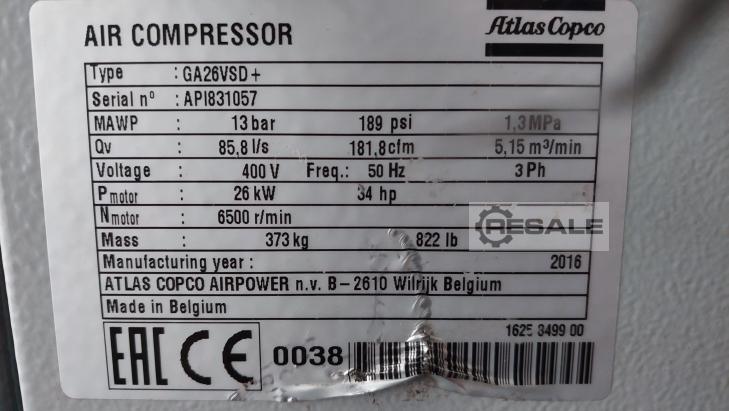 AIR COMPRESSOR
Atlas Copco
Type : GA26VSD+
Serial nº : API831057
MAWP : 13 bar 189 psi 1,3 MPa
Qv : 85,8 l/s 181,8cfm 5,15 m³/min
Voltage : 400 V Freq.: 50 Hz 3 Ph
Pmotor : 26 kW 34 hp
Nmotor : 6500 r/min
RESALE
Mass : 373 kg 822 lb
Manufacturing year : 2016
ATLAS COPCO AIRPOWER n.v. B-2610 Wilrijk Belgium
Made in Belgium
1625 3499 00
EAC CE 0038